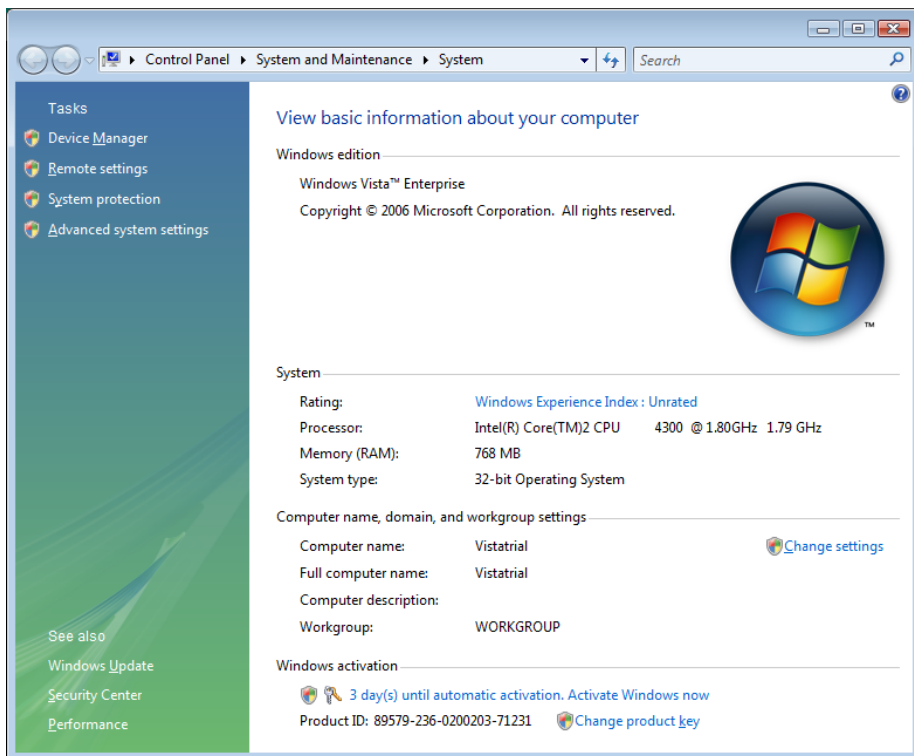 Control Panel System and Maintenance System Search
Tasks
Device Manager
Remote settings
System protection
Advanced system settings
View basic information about your computer
Windows edition
Windows Vista™ Enterprise
Copyright © 2006 Microsoft Corporation. All rights reserved.
TM
System
Rating: Windows Experience Index : Unrated
Processor: Intel(R) Core(TM)2 CPU 4300 @ 1.80GHz 1.79 GHz
Memory (RAM): 768 MB
System type: 32-bit Operating System
Computer name, domain, and workgroup settings
Computer name: Vistatrial Change settings
Full computer name: Vistatrial
Computer description:
Workgroup: WORKGROUP
See also
Windows Update
Security Center
Performance
Windows activation
3 day(s) until automatic activation. Activate Windows now
Product ID: 89579-236-0200203-71231 Change product key